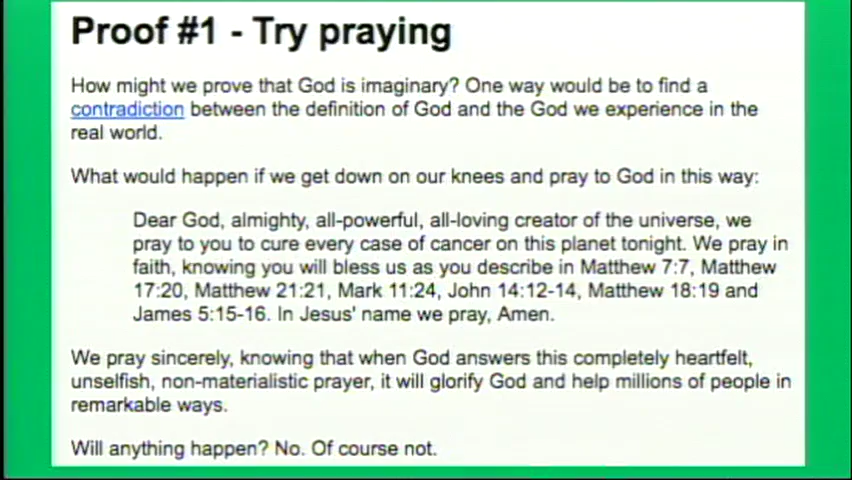 Proof #1 - Try praying
How might we prove that God is imaginary? One way would be to find a
contradiction between the definition of God and the God we experience in the
real world.
What would happen if we get down on our knees and pray to God in this way:
Dear God, almighty, all-powerful, all-loving creator of the universe, we
pray to you to cure every case of cancer on this planet tonight. We pray in
faith, knowing you will bless us as you describe in Matthew 7:7, Matthew
17:20, Matthew 21:21, Mark 11:24, John 14:12-14, Matthew 18:19 and
James 5:15-16. In Jesus' name we pray, Amen.
We pray sincerely, knowing that when God answers this completely heartfelt,
unselfish, non-materialistic prayer, it will glorify God and help millions of people in
remarkable ways.
Will anything happen? No. Of course not.